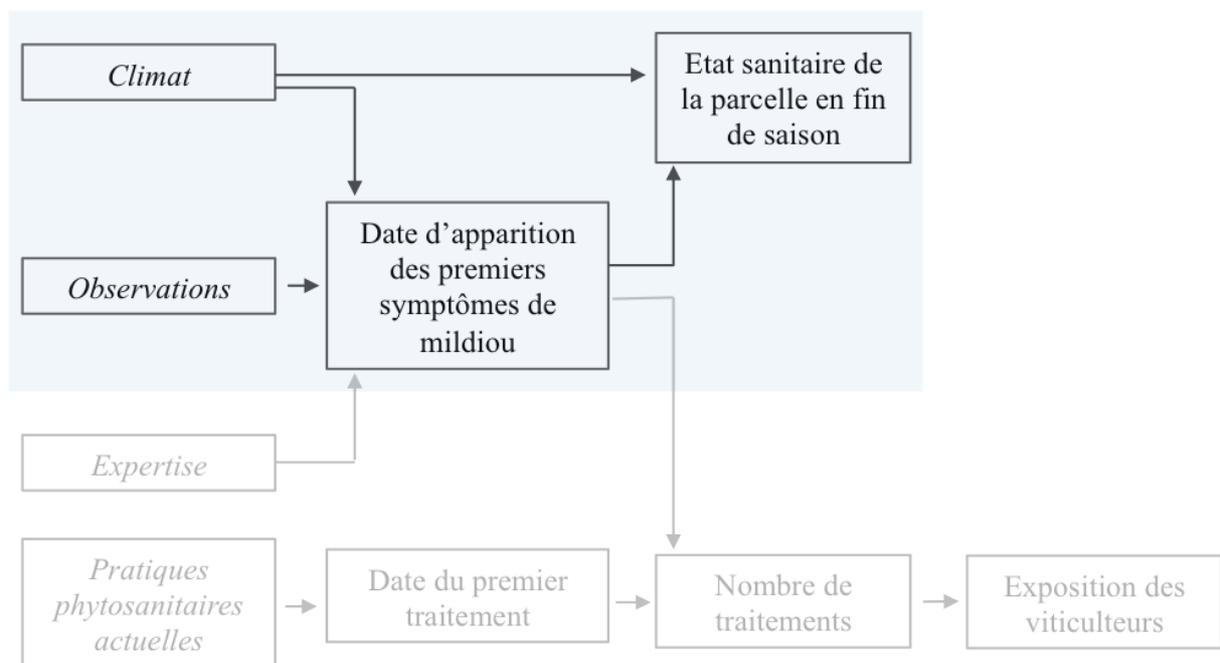 Climat
Etat sanitaire de
la parcelle en fin
de saison
Observations
Date d’apparition
des premiers
symptômes de
mildiou
Expertise
Pratiques
phytosanitaires
actuelles
Date du premier
traitement
Nombre de
traitements
Exposition des
viticulteurs